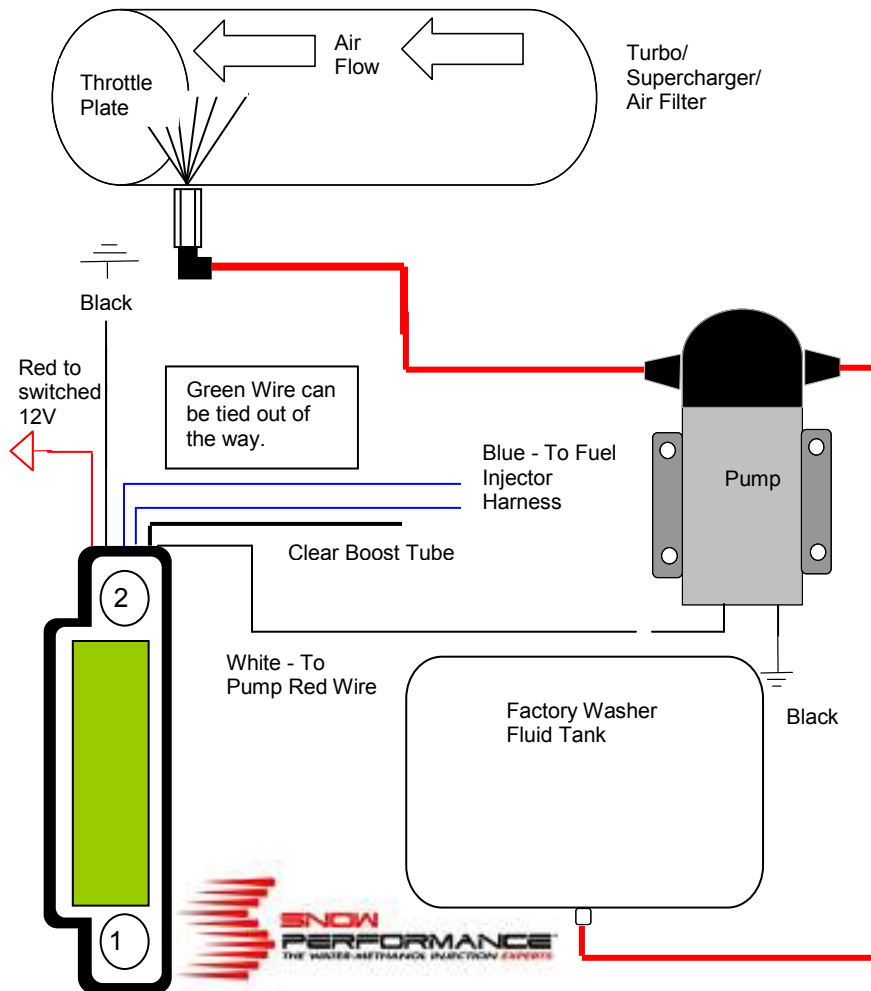 Air
Flow
Throttle
Plate
Turbo/
Supercharger/
Air Filter
Black
Red to
switched
12V
Green Wire can
be tied out of
the way.
Blue - To Fuel
Injector
Harness
Pump
Clear Boost Tube
2
White - To
Pump Red Wire
Factory Washer
Fluid Tank
Black
1
SNOW
PERFORMANCE
THE WATER-METHANOL INJECTION EXPERTS